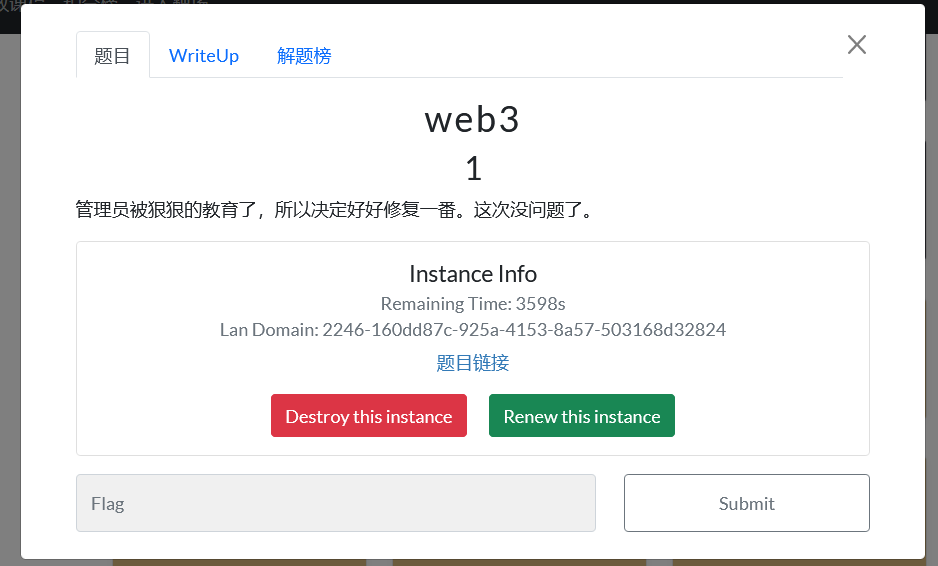 题目 WriteUp 解题榜
web3
1
管理员被狠狠的教育了，所以决定好好修复一番。这次没问题了。
Instance Info
Remaining Time: 3598s
Lan Domain: 2246-160dd87c-925a-4153-8a57-503168d32824
题目链接
Destroy this instance Renew this instance
Flag Submit